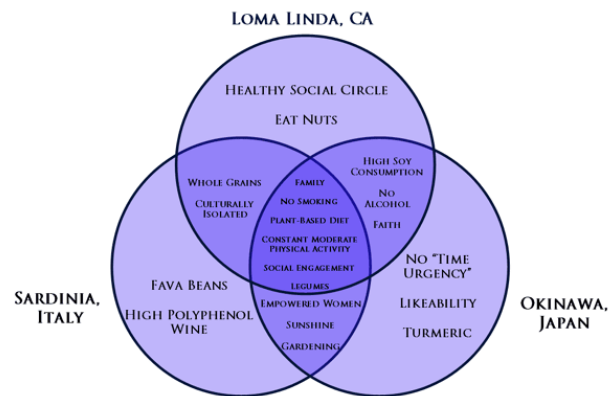 LOMA LINDA, CA
HEALTHY SOCIAL CIRCLE
EAT NUTS
HIGH SOY
CONSUMPTION
NO
ALCOHOL
FAITH
WHOLE GRAINS
CULTURALLY
ISOLATED
FAMILY
NO SMOKING
PLANT-BASED DIET
CONSTANT MODERATE
PHYSICAL ACTIVITY
SOCIAL ENGAGEMENT
LEGUMES
EMPOWERED WOMEN
SUNSHINE
GARDENING
FAVA BEANS
HIGH POLYPHENOL
WINE
SARDINIA,
ITALY
NO "TIME
URGENCY"
LIKEABILITY
TURMERIC
OKINAWA,
JAPAN